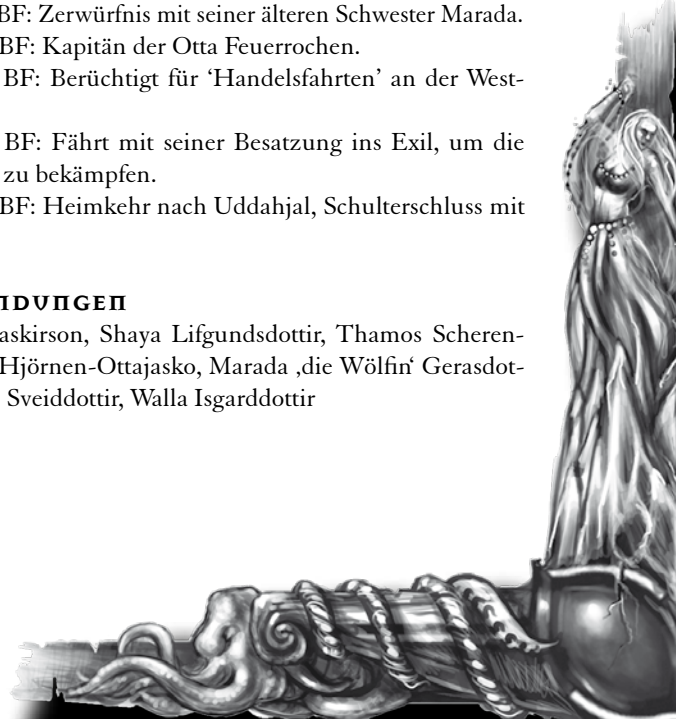 BF: Zerwürfnis mit seiner älteren Schwester Marada.
BF: Kapitän der Otta Feuerrochen.
BF: Berüchtigt für ‘Handelsfahrten’ an der West-
BF: Fährt mit seiner Besatzung ins Exil, um die
zu bekämpfen.
BF: Heimkehr nach Uddahjal, Schulterschluss mit
NDUNGEN
askirson, Shaya Lifgundsdottir, Thamos Scheren-
Hjörnen-Ottajasko, Marada ‚die Wölfin‘ Gerasdot-
Sveiddottir, Walla Isgarddottir